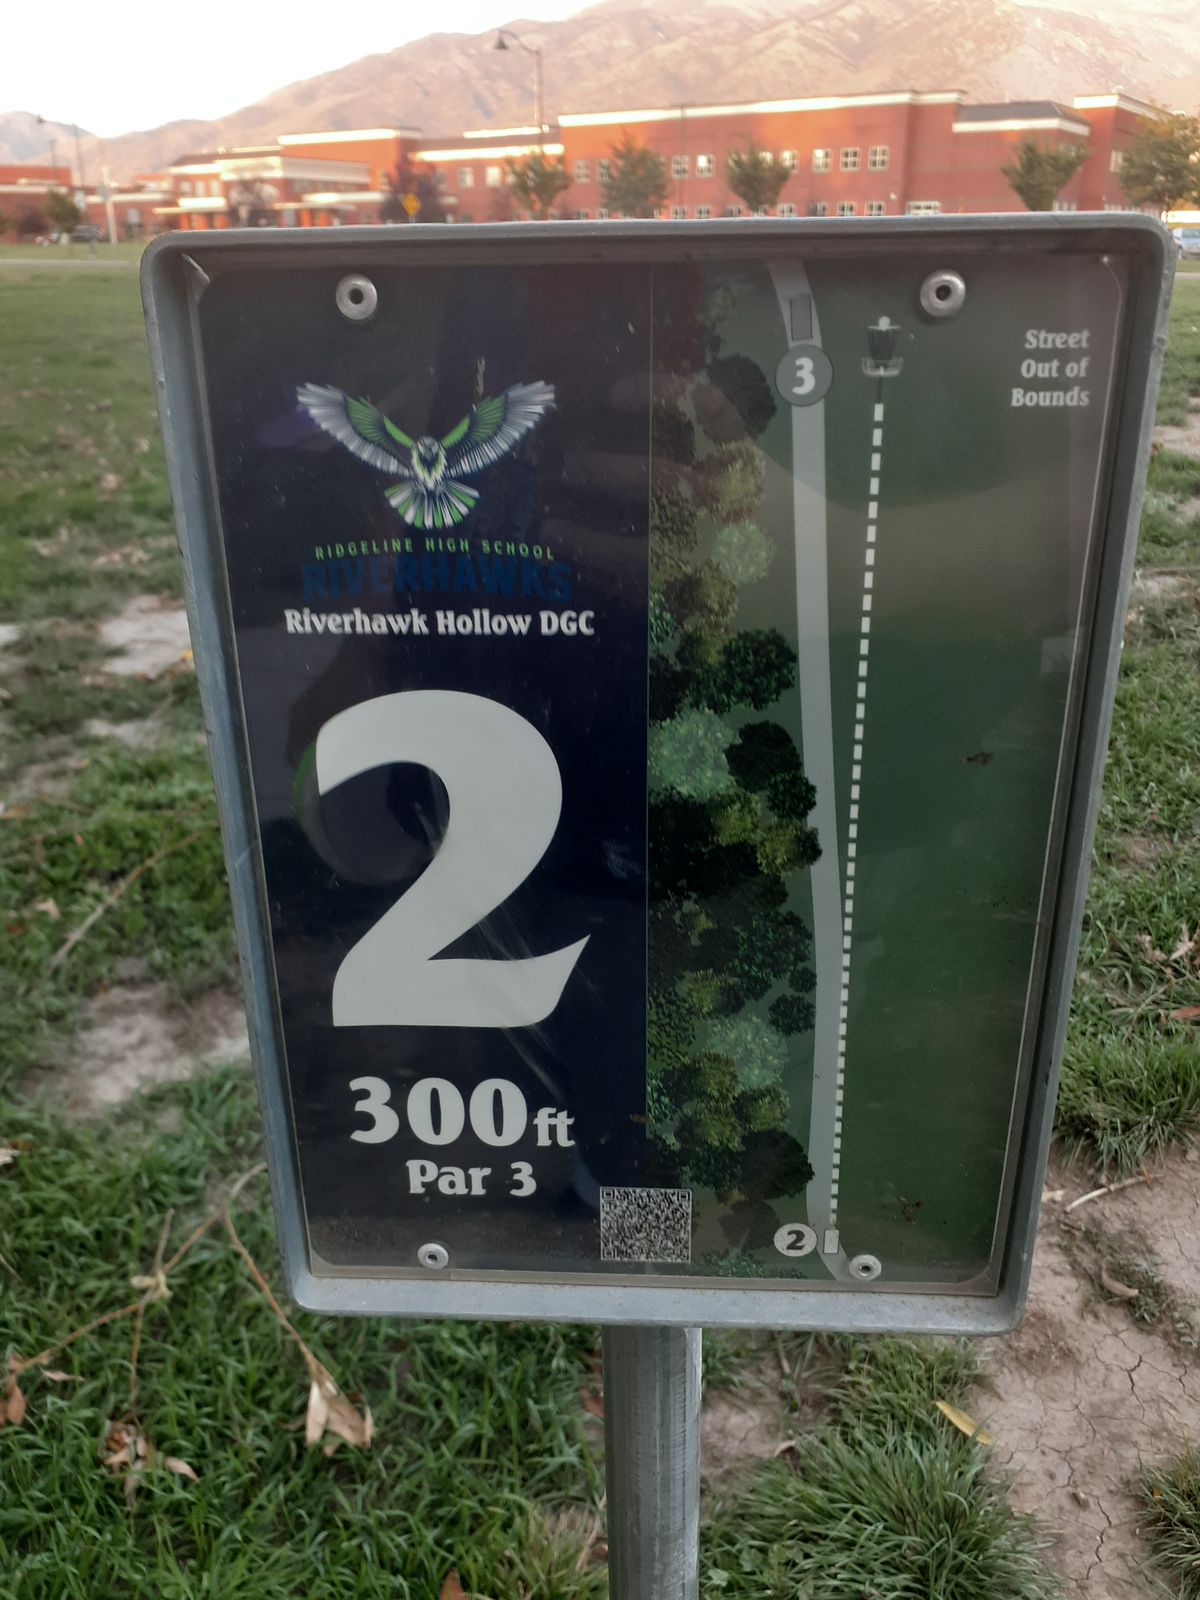 RIDGELINE HIGH SCHOOL
RIVERHAWKS
Riverhawk Hollow DGC
2
300ft
Par 3
3
Street
Out of
Bounds
2